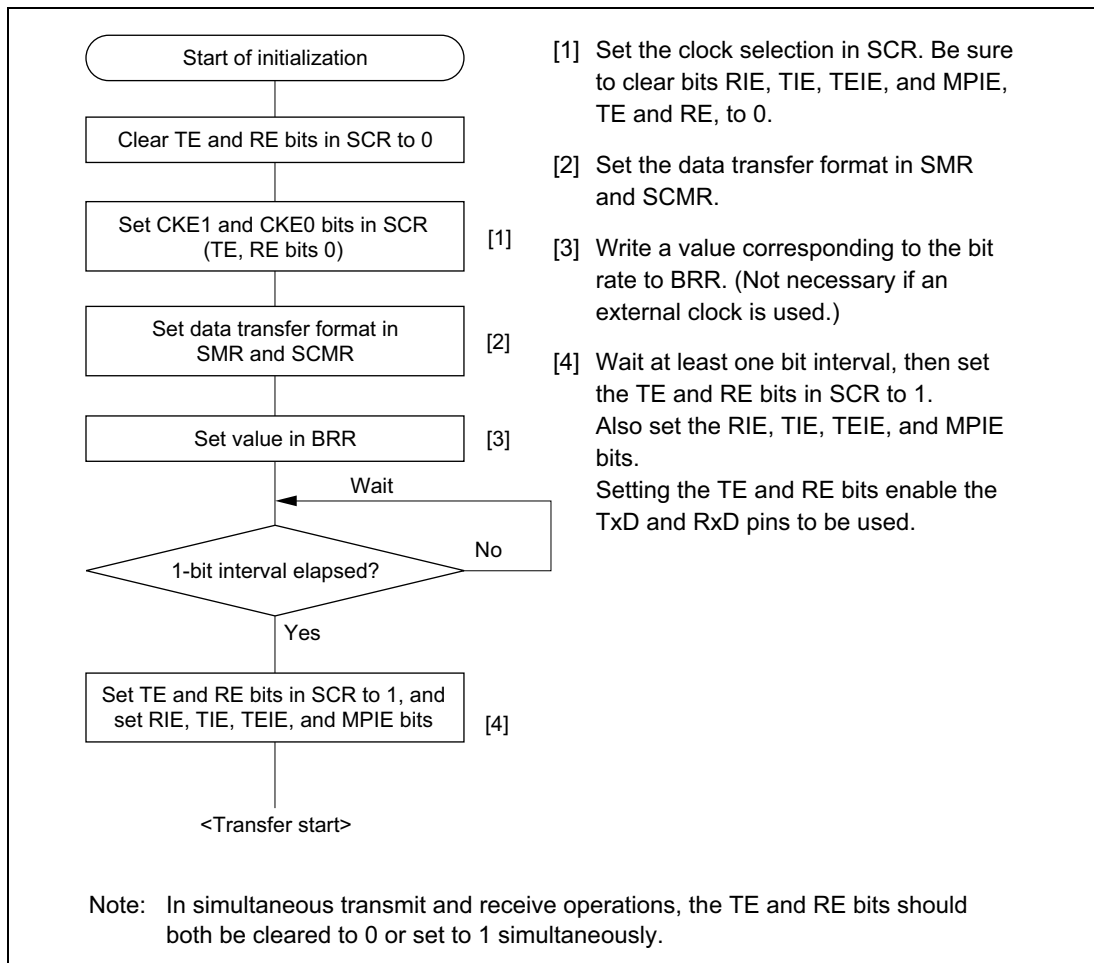 Start of initialization
Clear TE and RE bits in SCR to 0
Set CKE1 and CKE0 bits in SCR
(TE, RE bits 0)
[1]
Set data transfer format in
SMR and SCMR
[2]
Set value in BRR
[3]
Wait
No
1-bit interval elapsed?
Yes
Set TE and RE bits in SCR to 1, and
set RIE, TIE, TEIE, and MPIE bits
[4]
<Transfer start>
[1] Set the clock selection in SCR. Be sure
to clear bits RIE, TIE, TEIE, and MPIE,
TE and RE, to 0.
[2] Set the data transfer format in SMR
and SCMR.
[3] Write a value corresponding to the bit
rate to BRR. (Not necessary if an
external clock is used.)
[4] Wait at least one bit interval, then set
the TE and RE bits in SCR to 1.
Also set the RIE, TIE, TEIE, and MPIE
bits.
Setting the TE and RE bits enable the
TxD and RxD pins to be used.
Note: In simultaneous transmit and receive operations, the TE and RE bits should
both be cleared to 0 or set to 1 simultaneously.